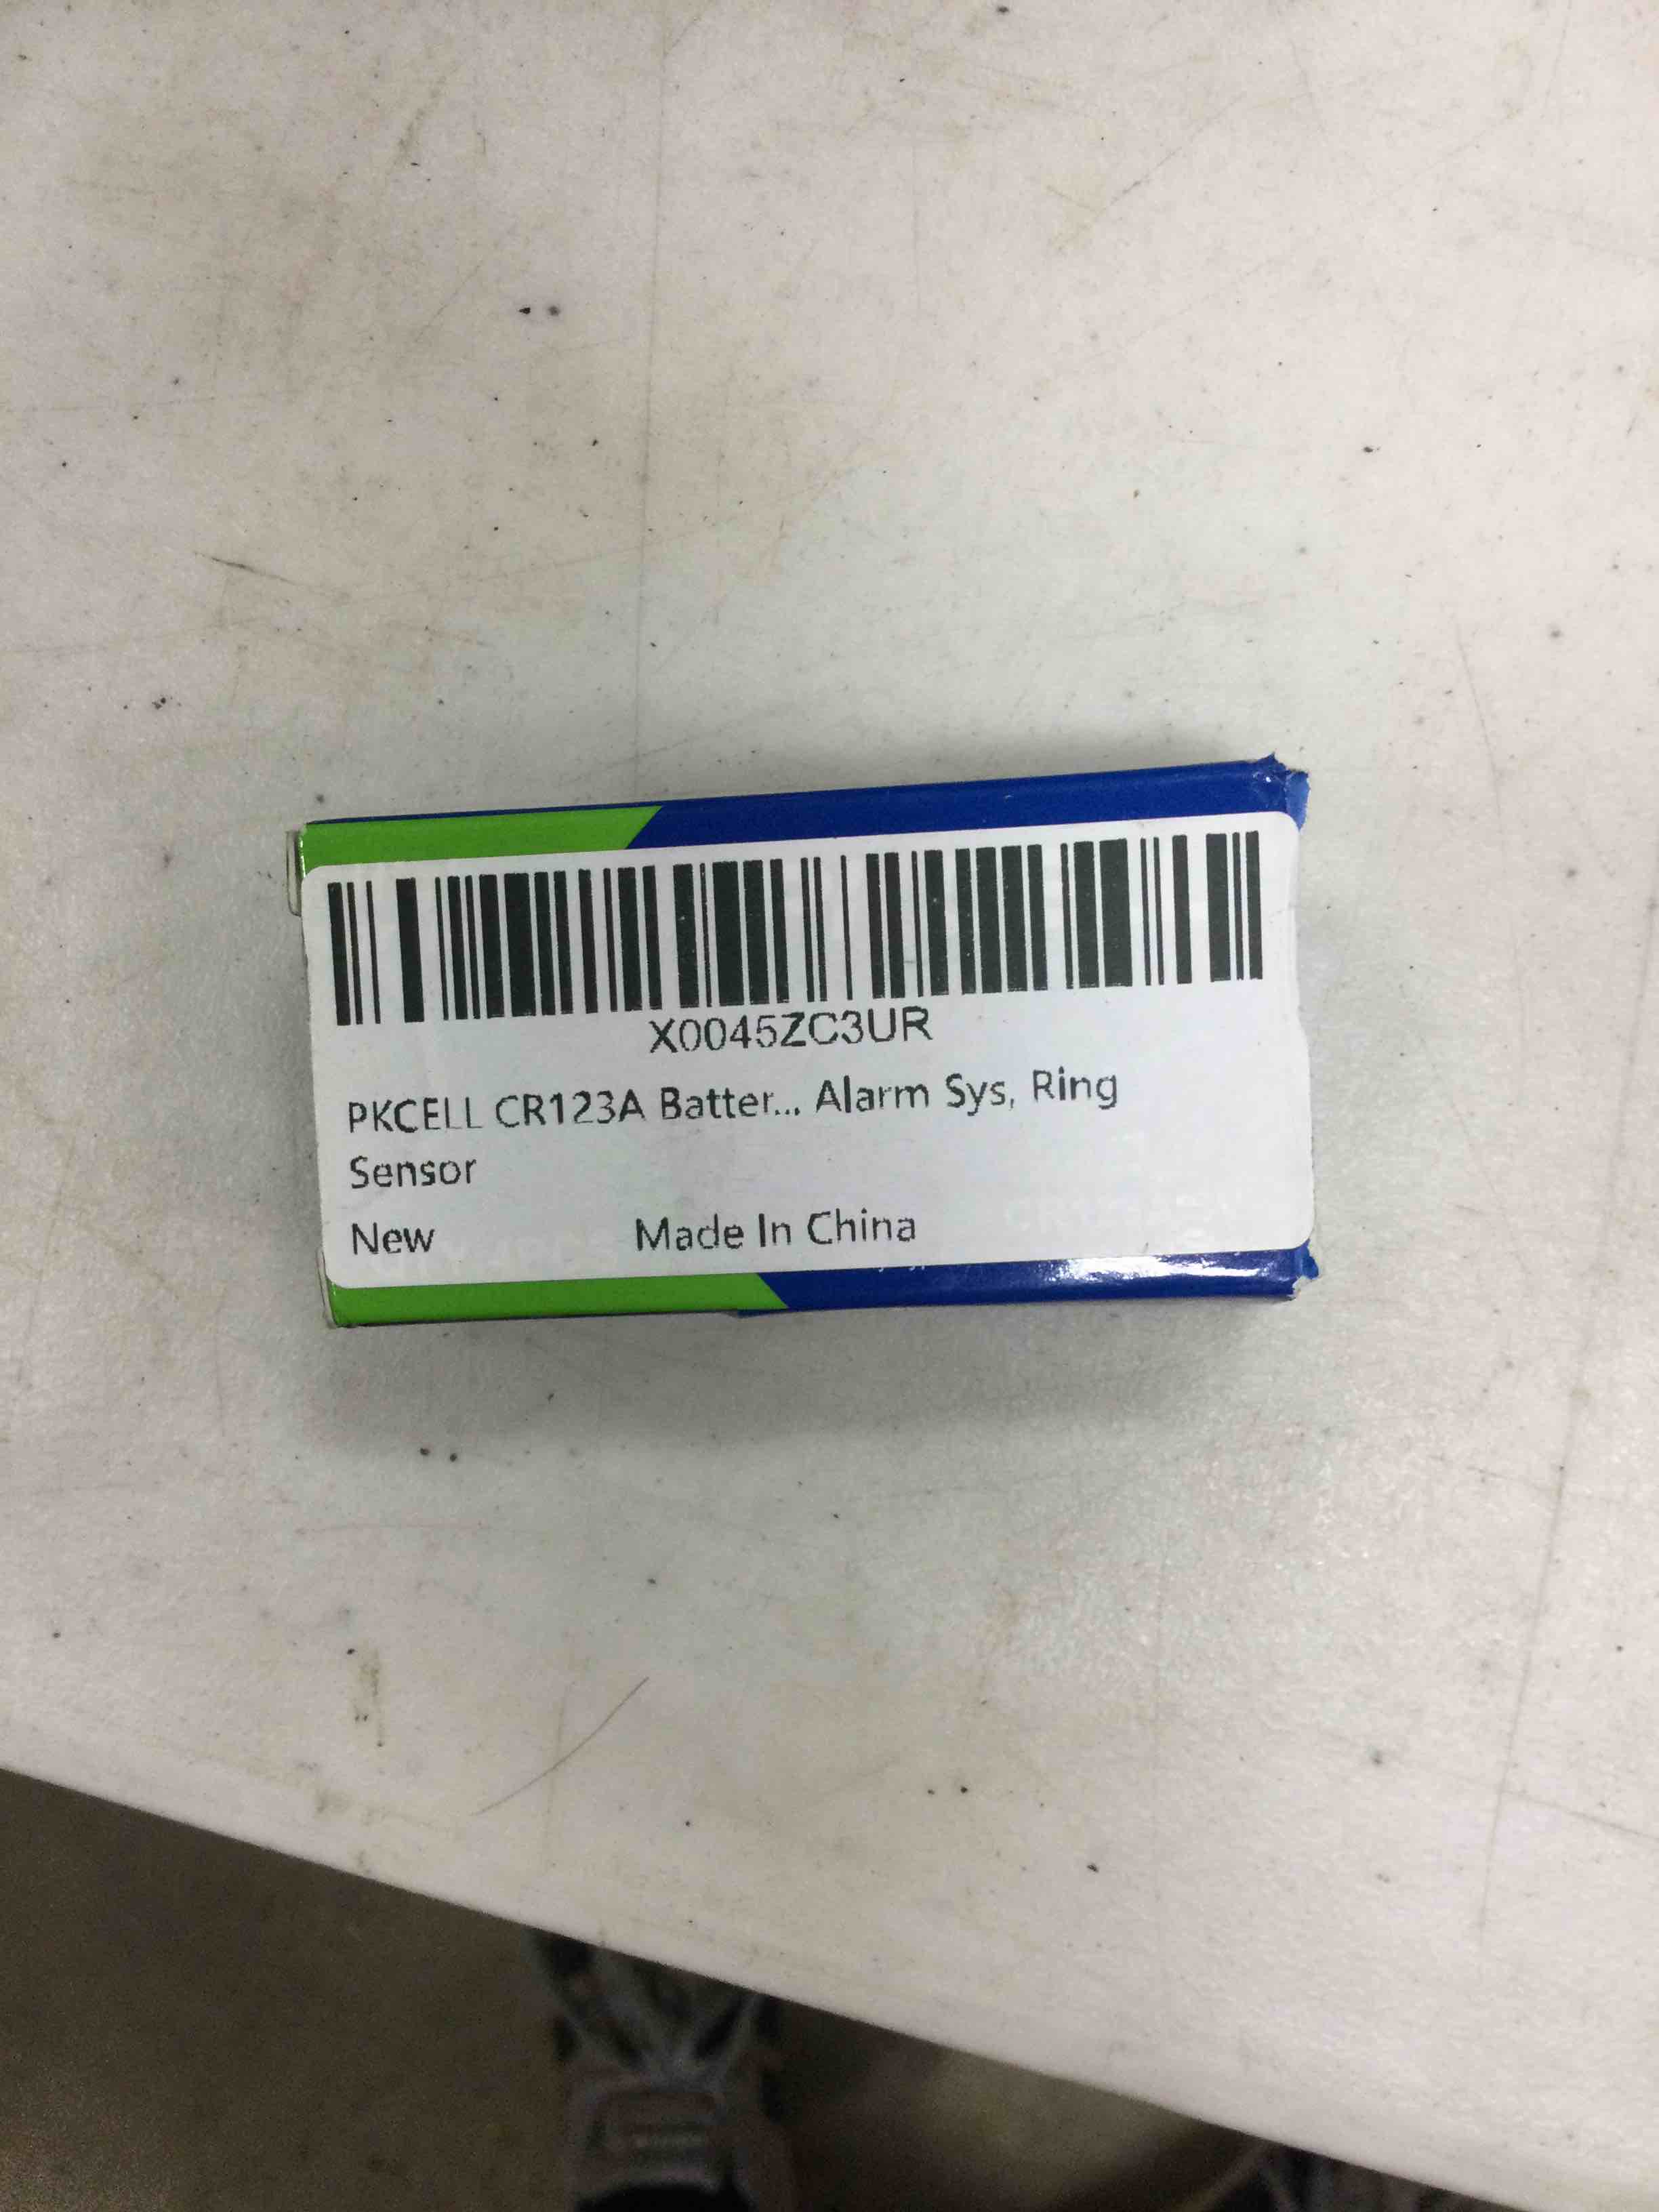 X0045ZC3UR
PKCELL CR123A Batter... Alarm Sys, Ring
Sensor
New Made In China